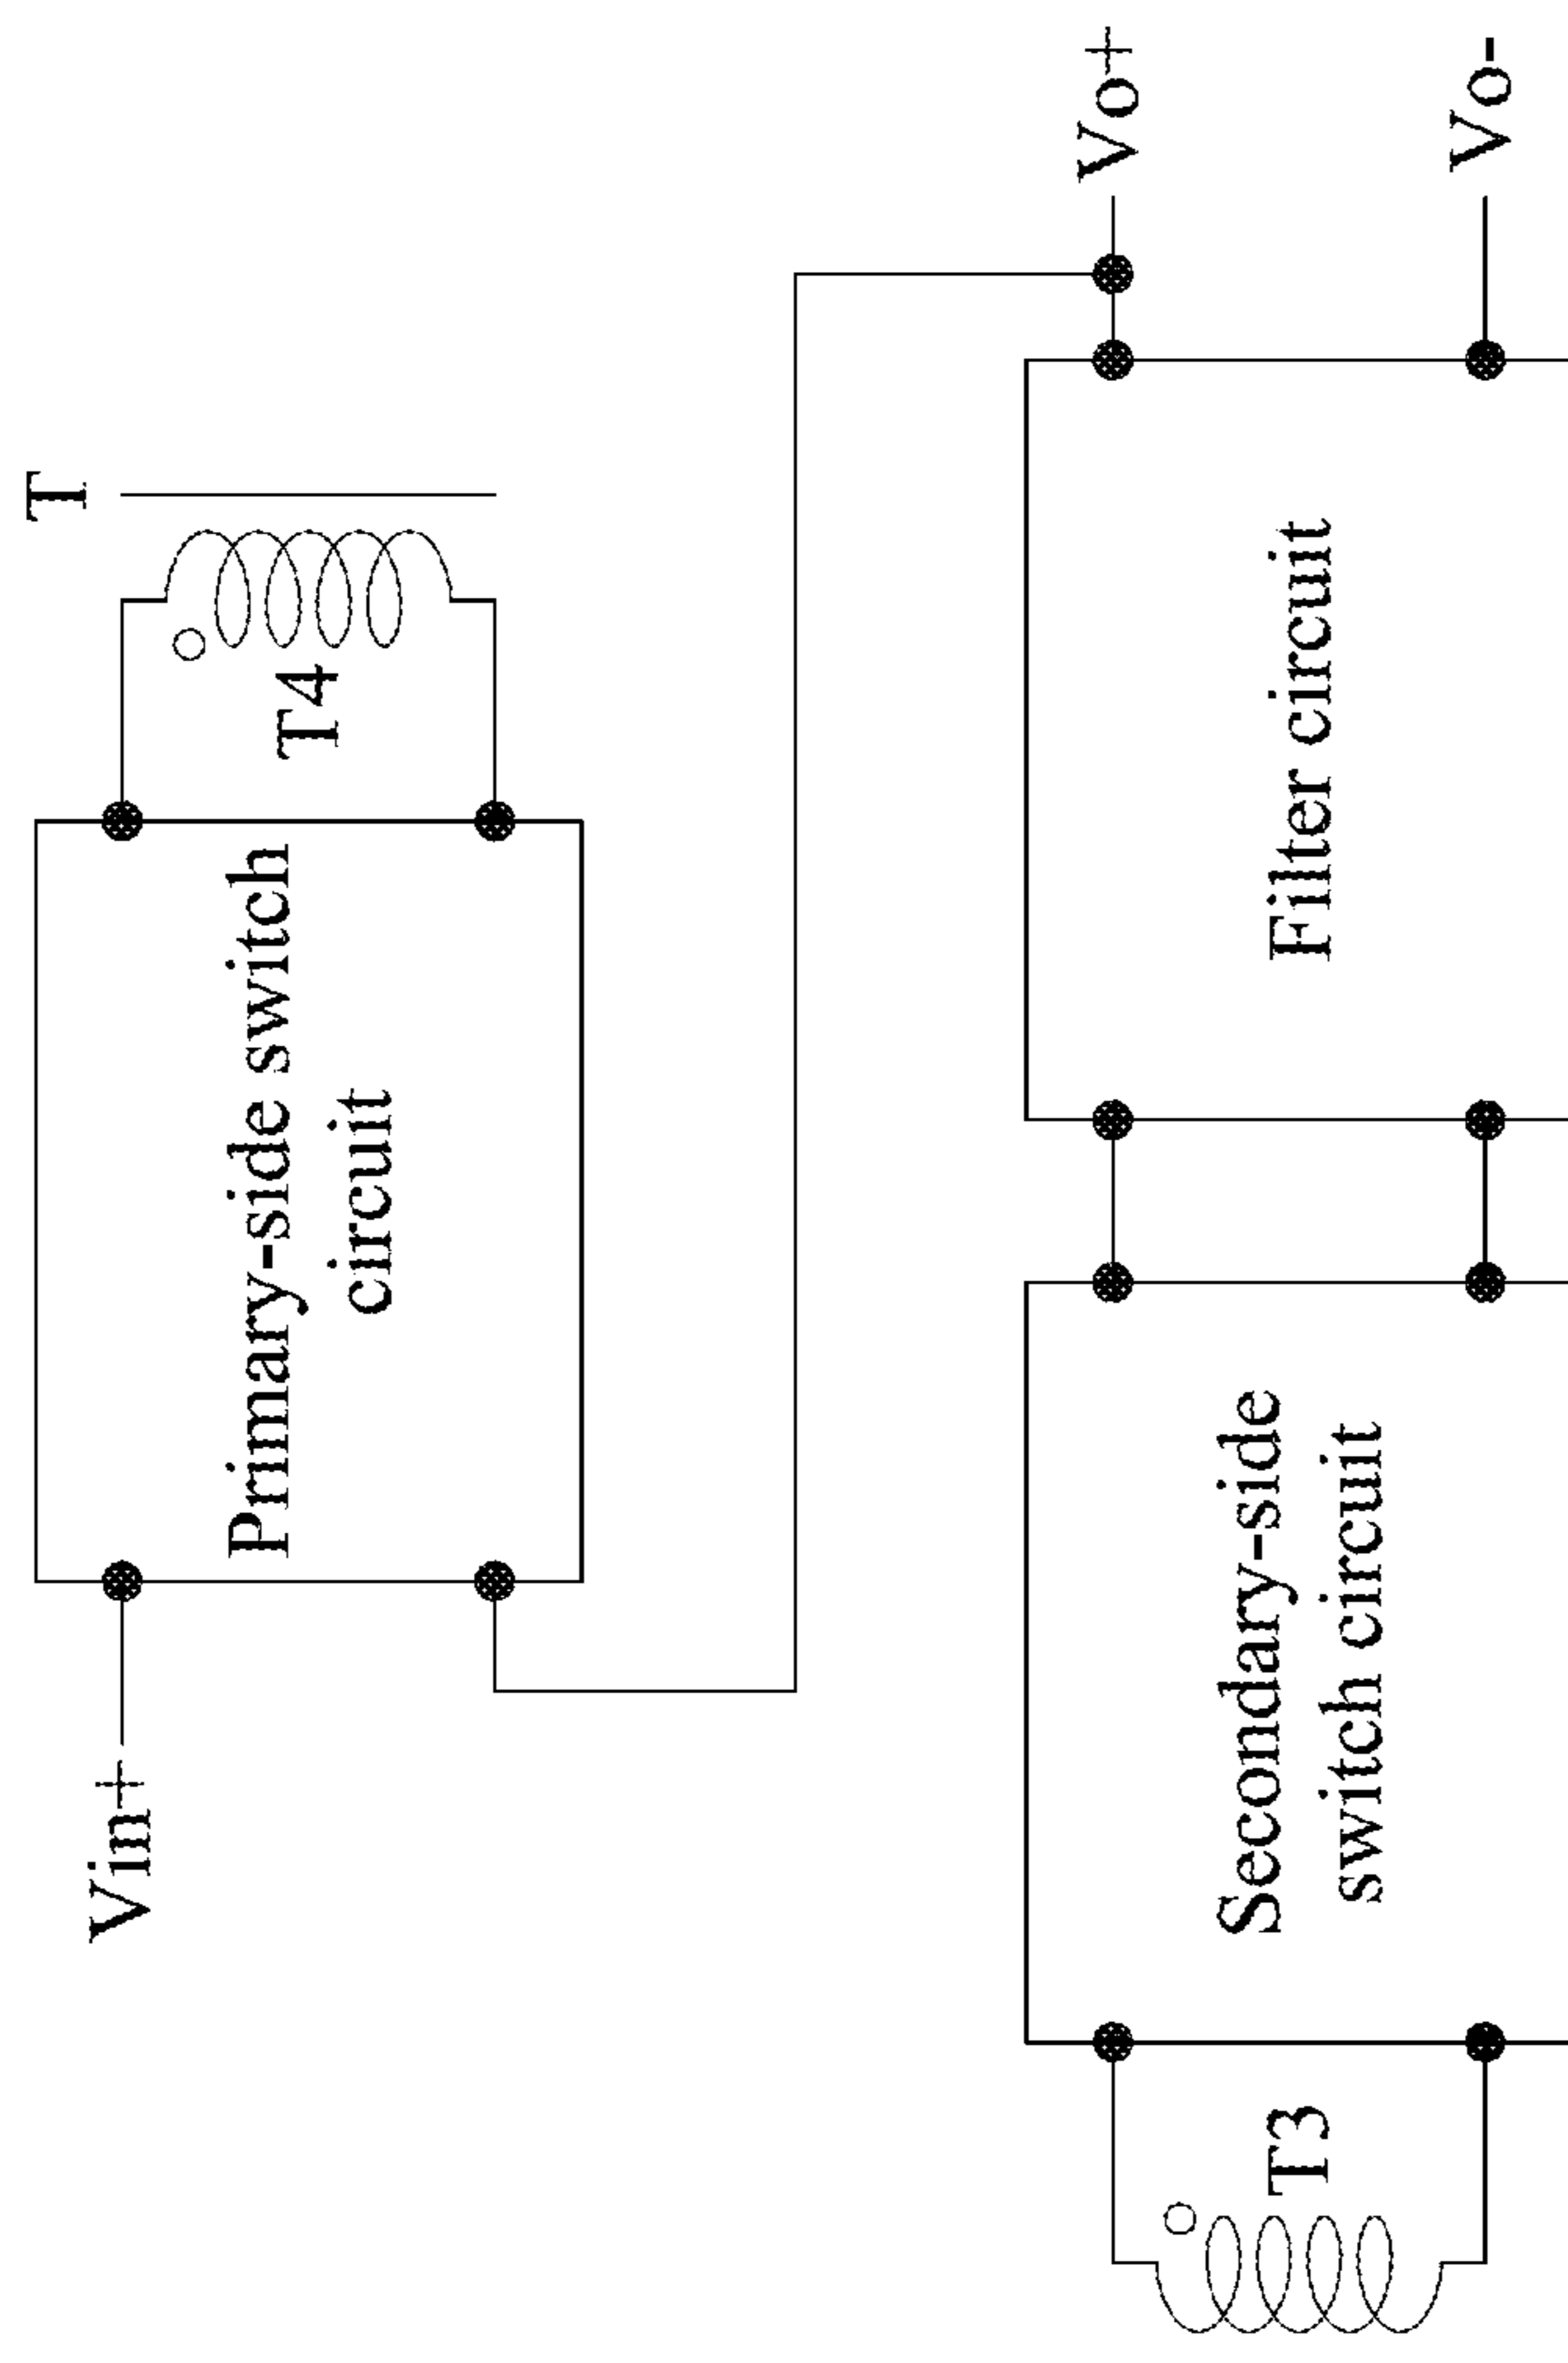 Vin+
Primary-side switch
circuit
T4
T
T3
Secondary-side
switch circuit
Filter circuit
Vo+
Vo-